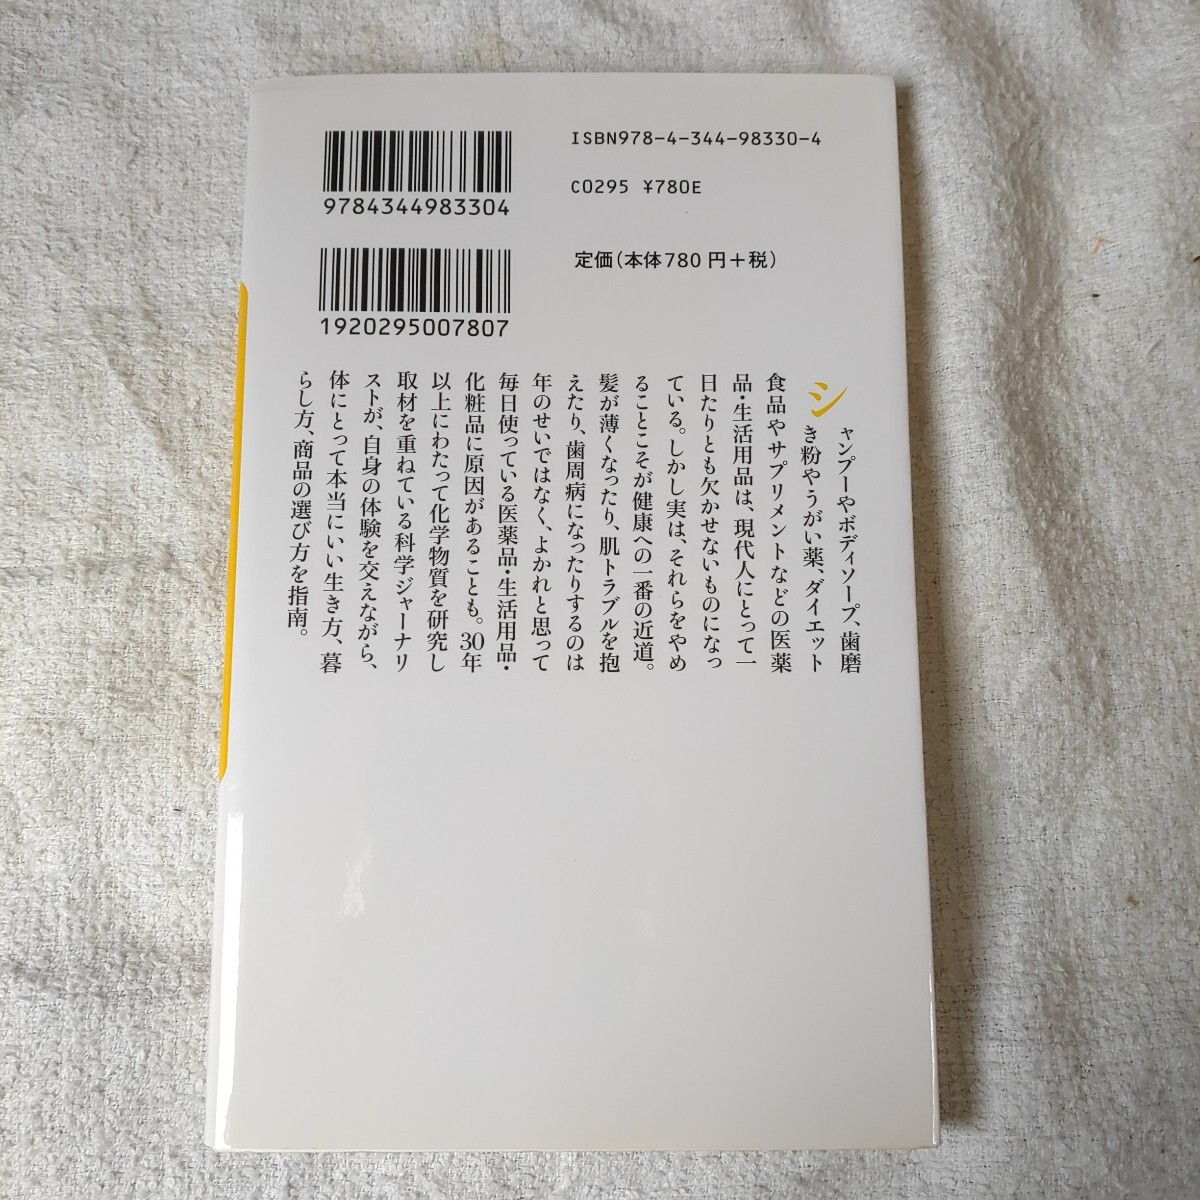 ISBN978-4-344-98330-4
C0295 ¥780E
9784344983304
定価(本体780円+税)
1920295007807
シャンプーやボディソープ、歯磨
き粉やうがい薬、ダイエット
食品やサプリメントなどの医薬
品・生活用品は、現代人にとって一
日たりとも欠かせないものになっ
ている。しかし実は、それらをやめ
ることこそが健康への一番の近道。
髪が薄くなったり、肌トラブルを抱
えたり、歯周病になったりするのは
年のせいではなく、よかれと思って
毎日使っている医薬品・生活用品・
化粧品に原因があることも。30年
以上にわたって化学物質を研究し
取材を重ねている科学ジャーナリ
ストが、自身の体験を交えながら、
体にとって本当にいい生き方、暮
らし方、商品の選び方を指南。